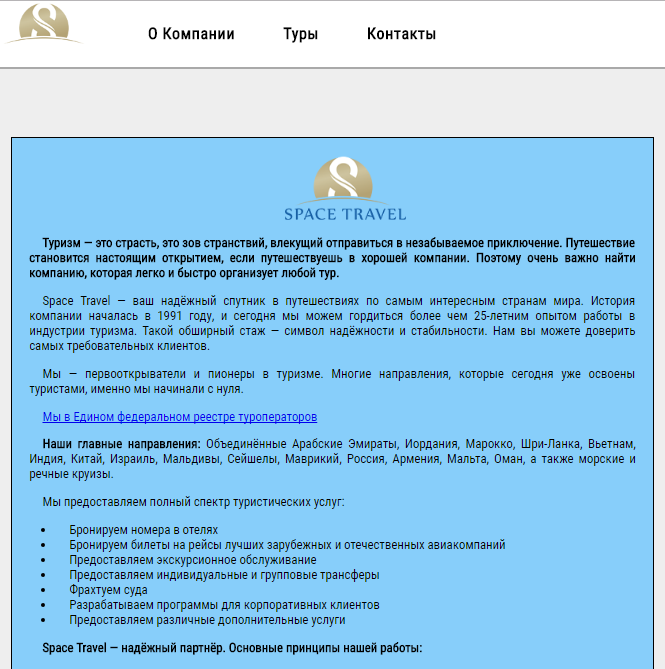 О Компании Туры Контакты
SPACE TRAVEL
Туризм — это страсть, это зов странствий, влекущий отправиться в незабываемое приключение. Путешествие
становится настоящим открытием, если путешествуешь в хорошей компании. Поэтому очень важно найти
компанию, которая легко и быстро организует любой тур.
Space Travel — ваш надёжный спутник в путешествиях по самым интересным странам мира. История
компании началась в 1991 году, и сегодня мы можем гордиться более чем 25-летним опытом работы в
индустрии туризма. Такой обширный стаж — символ надёжности и стабильности. Нам вы можете доверить
самых требовательных клиентов.
Мы — первооткрыватели и пионеры в туризме. Многие направления, которые сегодня уже освоены
туристами, именно мы начинали с нуля.
Мы в Едином федеральном реестре туроператоров
Наши главные направления: Объединённые Арабские Эмираты, Иордания, Марокко, Шри-Ланка, Вьетнам,
Индия, Китай, Израиль, Мальдивы, Сейшелы, Маврикий, Россия, Армения, Мальта, Оман, а также морские и
речные круизы.
Мы предоставляем полный спектр туристических услуг:
• Бронируем номера в отелях
• Бронируем билеты на рейсы лучших зарубежных и отечественных авиакомпаний
• Предоставляем экскурсионное обслуживание
• Предоставляем индивидуальные и групповые трансферы
• Фрахтуем суда
• Разрабатываем программы для корпоративных клиентов
• Предоставляем различные дополнительные услуги
Space Travel — надёжный партнёр. Основные принципы нашей работы: